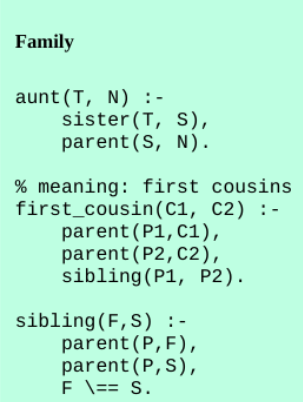 Family
aunt(T, N) :-
    sister(T, S),
    parent(S, N).
% meaning: first cousins
first_cousin(C1, C2) :-
    parent(P1,C1),
    parent(P2,C2),
    sibling(P1, P2).
sibling(F,S) :-
    parent(P,F),
    parent(P,S),
    F \== S.